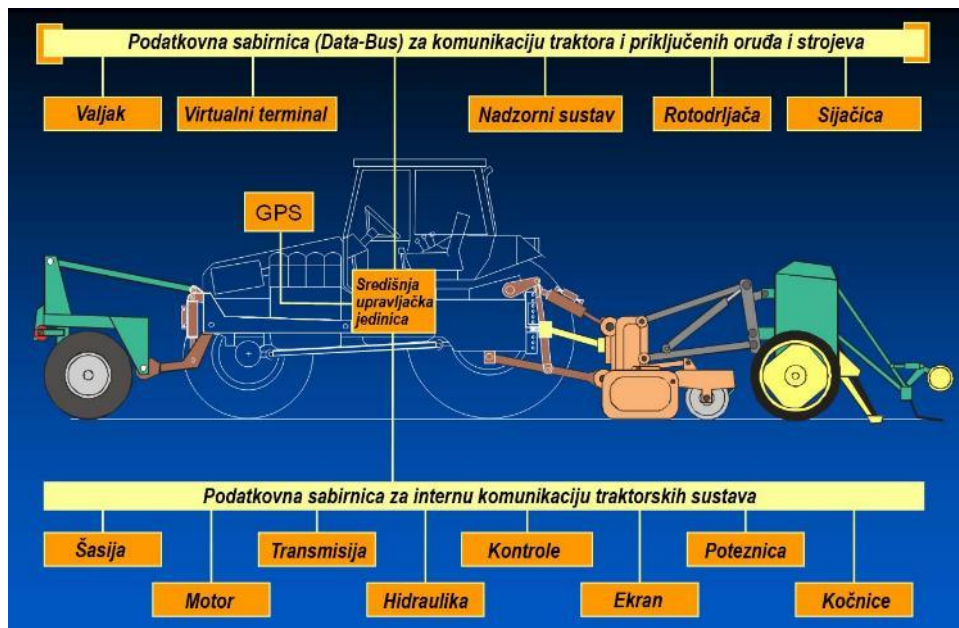 Podatkovna sabirnica (Data-Bus) za komunikaciju traktora i priključenih oruđa i strojeva
Valjak
Virtualni terminal
Nadzorni sustav
Rotodrljača
Sijačica
GPS
Središnja
upravljačka
jedinica
Podatkovna sabirnica za internu komunikaciju traktorskih sustava
Šasija
Transmisija
Kontrole
Poteznica
Motor
Hidraulika
Ekran
Kočnice